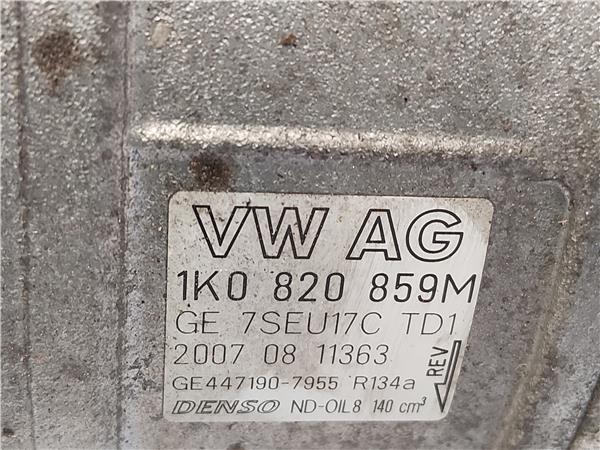 VW AG
1K0 820 859M
GE 7SEU17C TD1
2007 08 11363
REV
GE447190-7955 R134a
DENSO ND-OIL8 140 cm³